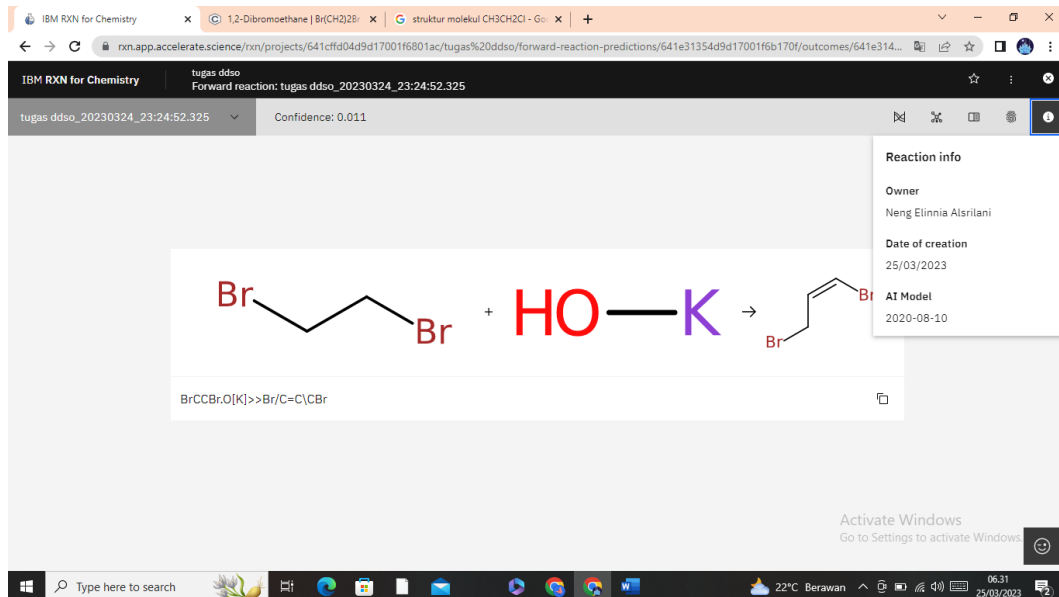 IBM RXN for Chemistry
1,2-Dibromoethane | Br(CH2)2Br
struktur molekul CH3CH2Cl - Go
rxn.app.accelerate.science/rxn/projects/641cffd04d9d17001f6801ac/tugas%20ddso/forward-reaction-predictions/641e31354d9d17001f6b170f/outcomes/641e314...
IBM RXN for Chemistry
tugas ddso
Forward reaction: tugas ddso_20230324_23:24:52.325
tugas ddso_20230324_23:24:52.325
Confidence: 0.011
Reaction info
Owner
Neng Elinnia Alsrilani
Date of creation
25/03/2023
AI Model
2020-08-10
Br
Br
+
HO
K
→
Br
Br
BrCCBr.O[K]>>Br/C=C\CBr
Activate Windows
Go to Settings to activate Windows.
Type here to search
22°C Berawan
06.31
25/03/2023
2